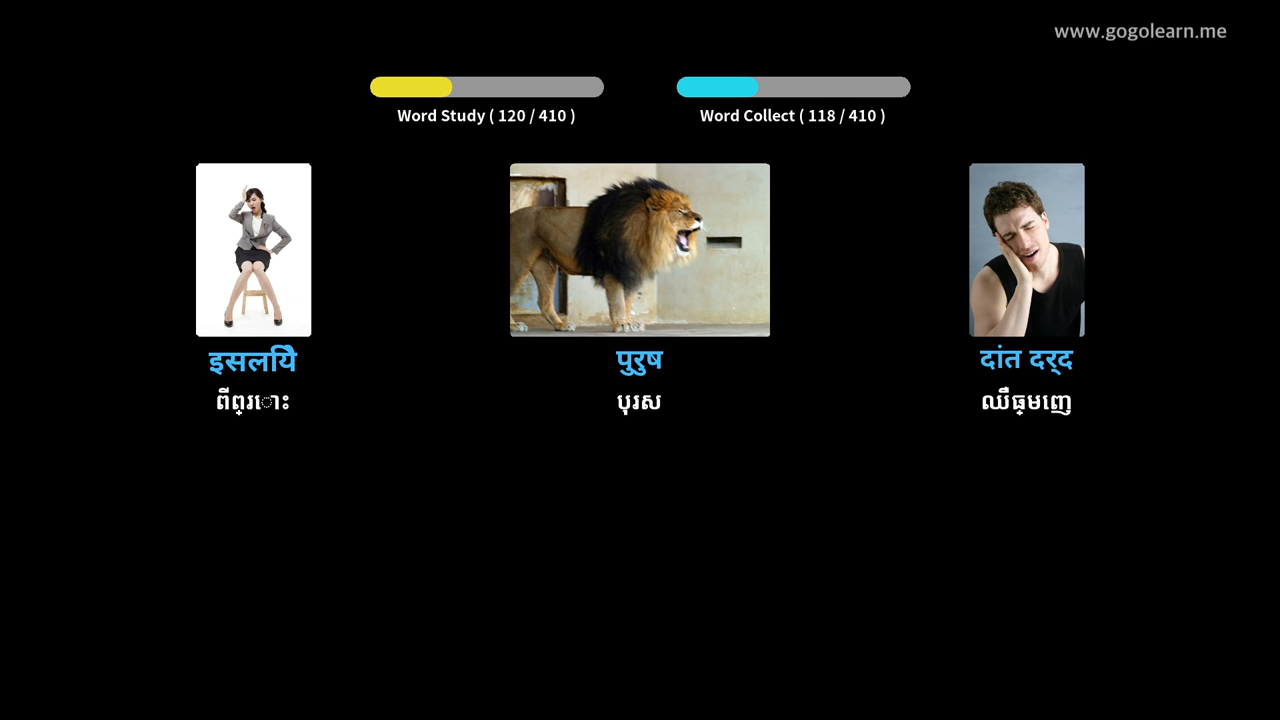 www.gogolearn.me
Word Study ( 120 / 410 )
Word Collect ( 118 / 410 )
इसलयिे
पुरुष
दांत दर्द
ពីព្រោះ
បុរស
ឈឺធ្មេញ